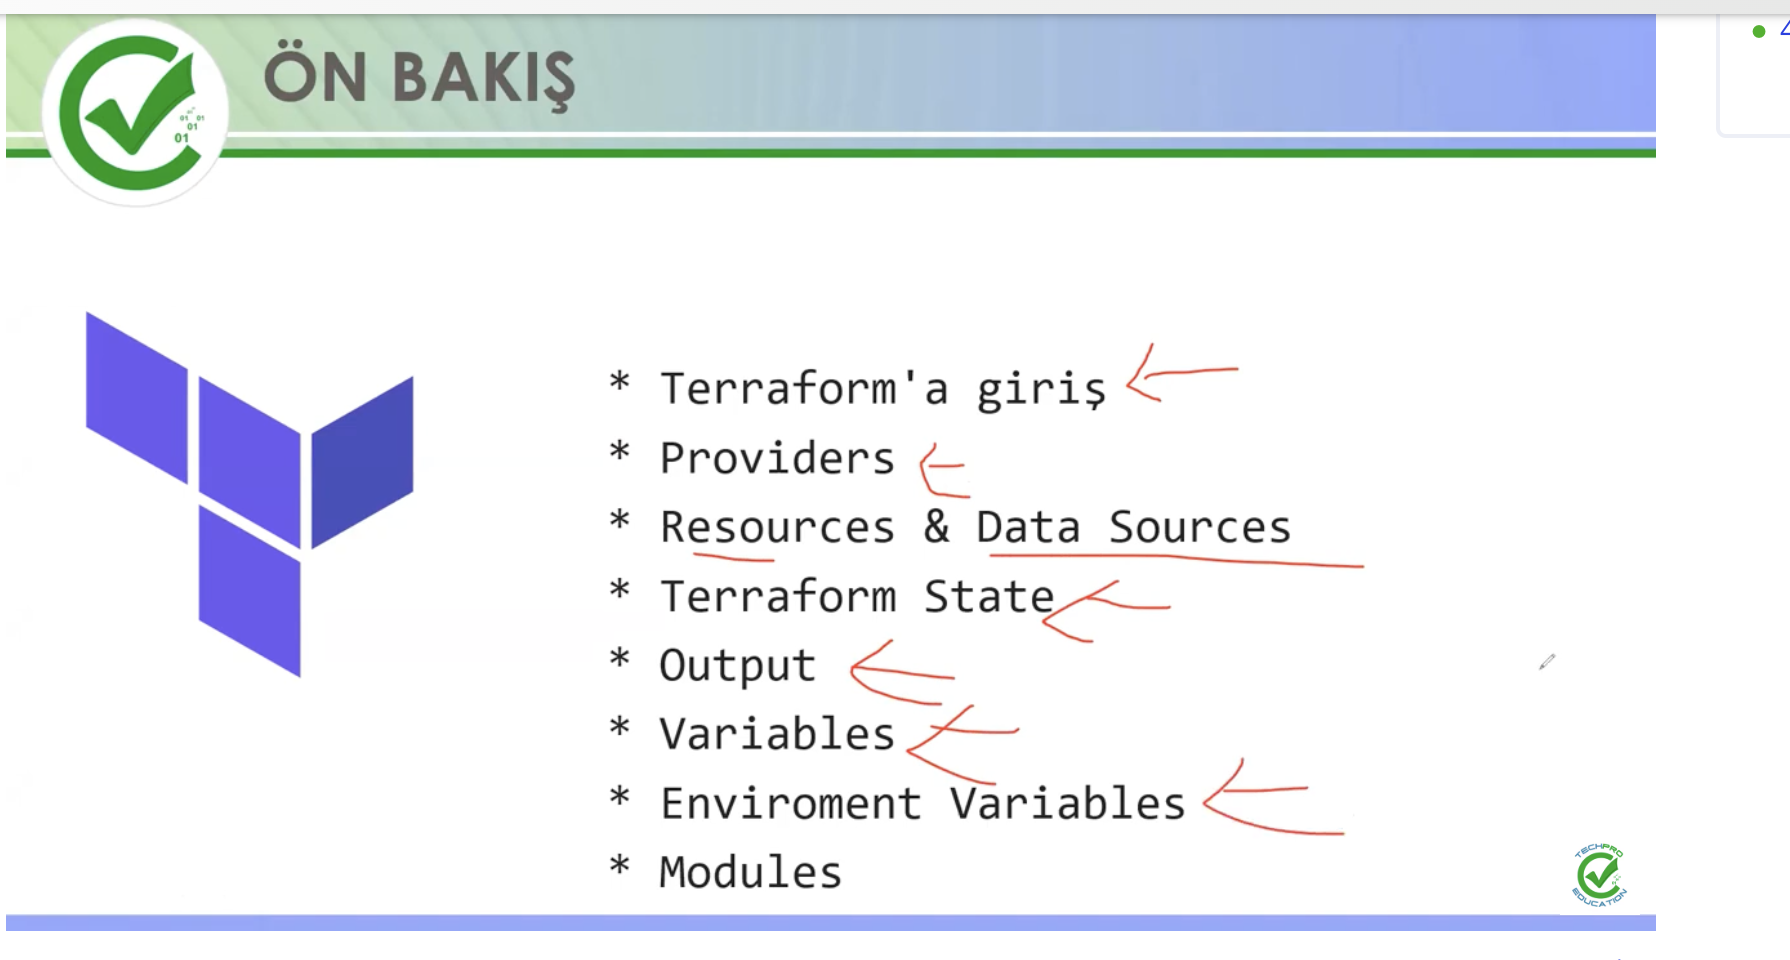 ÖN BAKIŞ
01 01
01
01
* Terraform'a giriş
* Providers
* Resources & Data Sources
* Terraform State
* Output
* Variables
* Enviroment Variables
* Modules
TECHPRO
EDUCATION